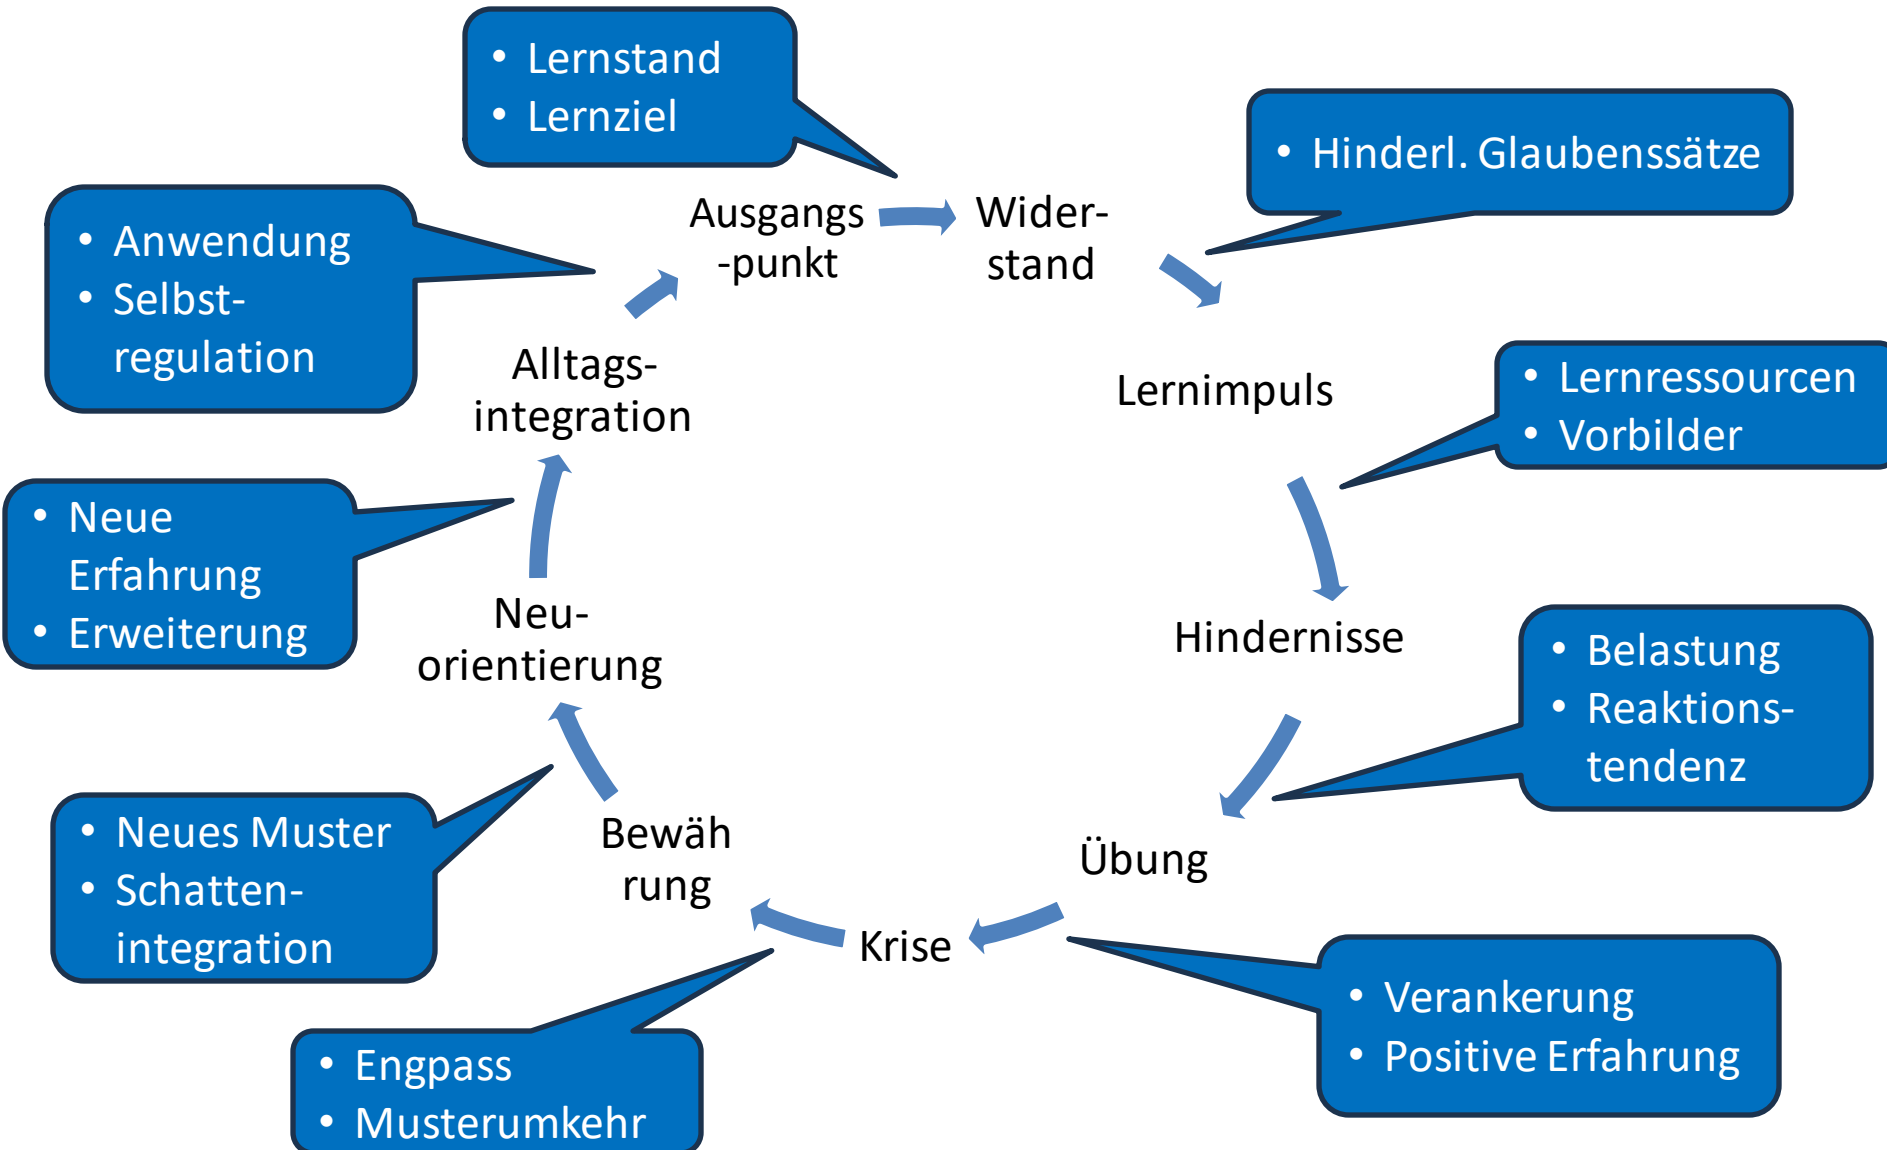 • Lernstand
• Lernziel
• Hinderl. Glaubenssätze
• Anwendung
• Selbst-
regulation
Ausgangs
-punkt
Wider-
stand
Alltags-
integration
Lernimpuls
• Lernressourcen
• Vorbilder
• Neue
Erfahrung
• Erweiterung
Neu-
orientierung
Hindernisse
• Belastung
• Reaktions-
tendenz
• Neues Muster
• Schatten-
integration
Bewäh
rung
Übung
Krise
• Verankerung
• Positive Erfahrung
• Engpass
• Musterumkehr